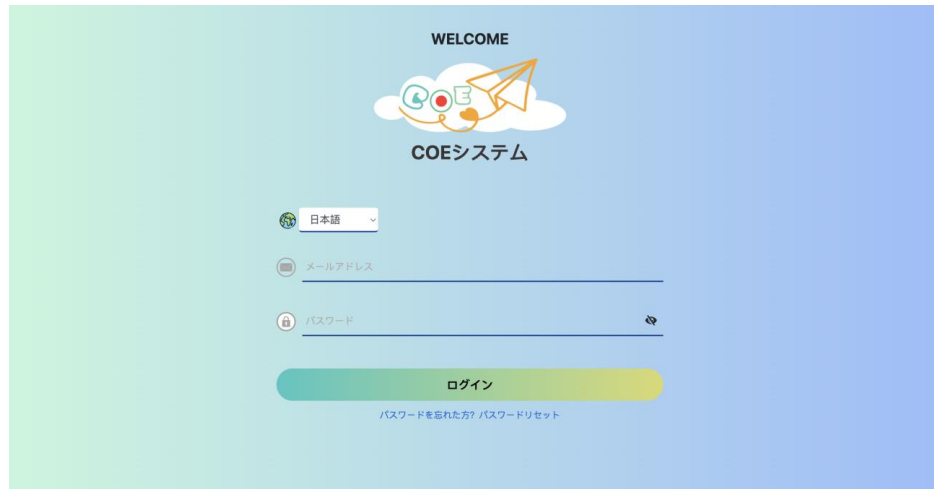 WELCOME
COE
COEシステム
日本語
メールアドレス
パスワード
ログイン
パスワードを忘れた方? パスワードリセット